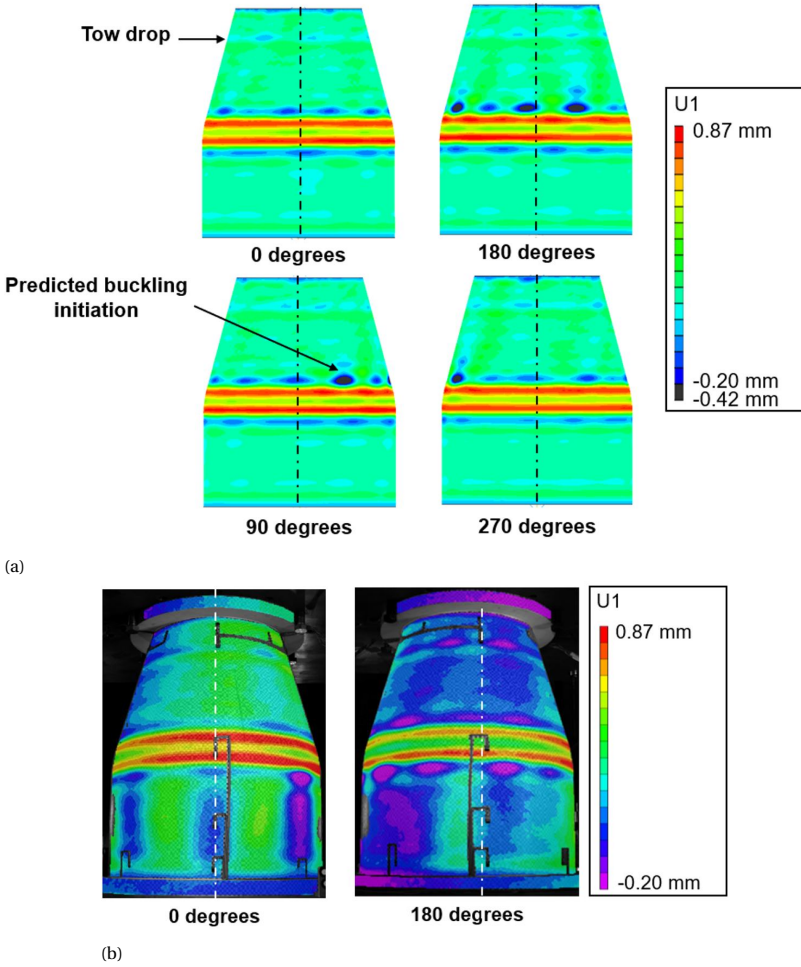 Tow drop
0 degrees
180 degrees
U1
0.87 mm
-0.20 mm
-0.42 mm
Predicted buckling
initiation
90 degrees
270 degrees
(a)
U1
0.87 mm
-0.20 mm
0 degrees
180 degrees
(b)